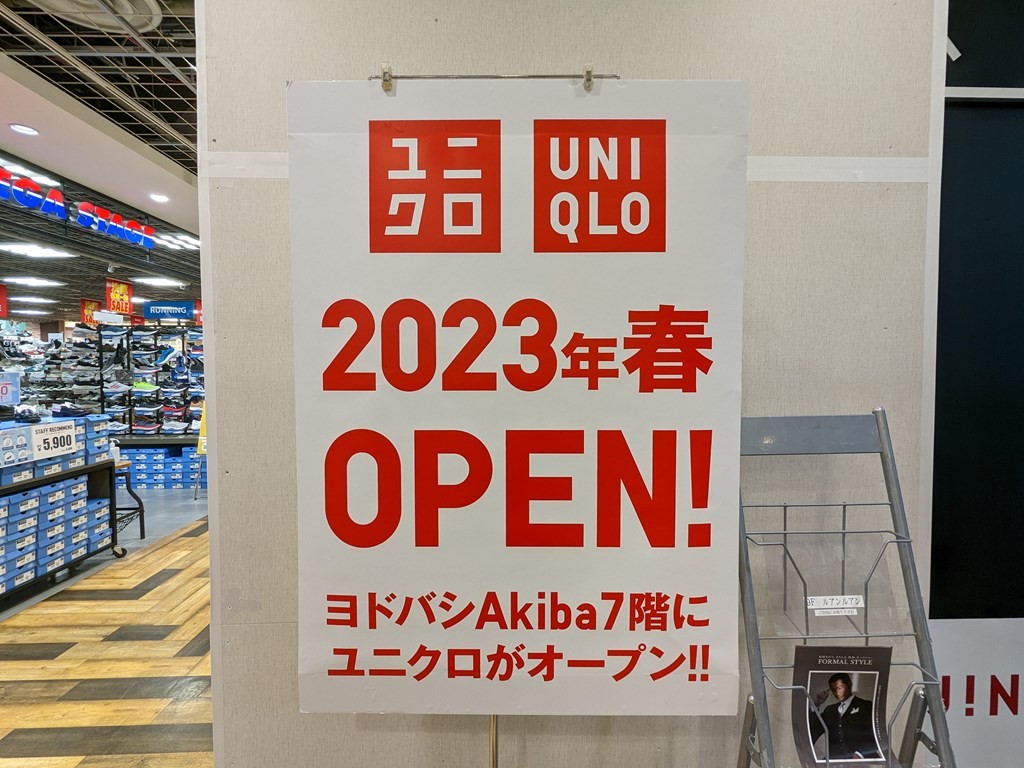 ユニ
クロ
UNI
QLO
2023年春
OPEN!
ヨドバシAkiba7階に
ユニクロがオープン!!
GA STAGE
SALE
RUNNING
STAFF RECOMMEND
5,900
FORMAL STYLE
!N